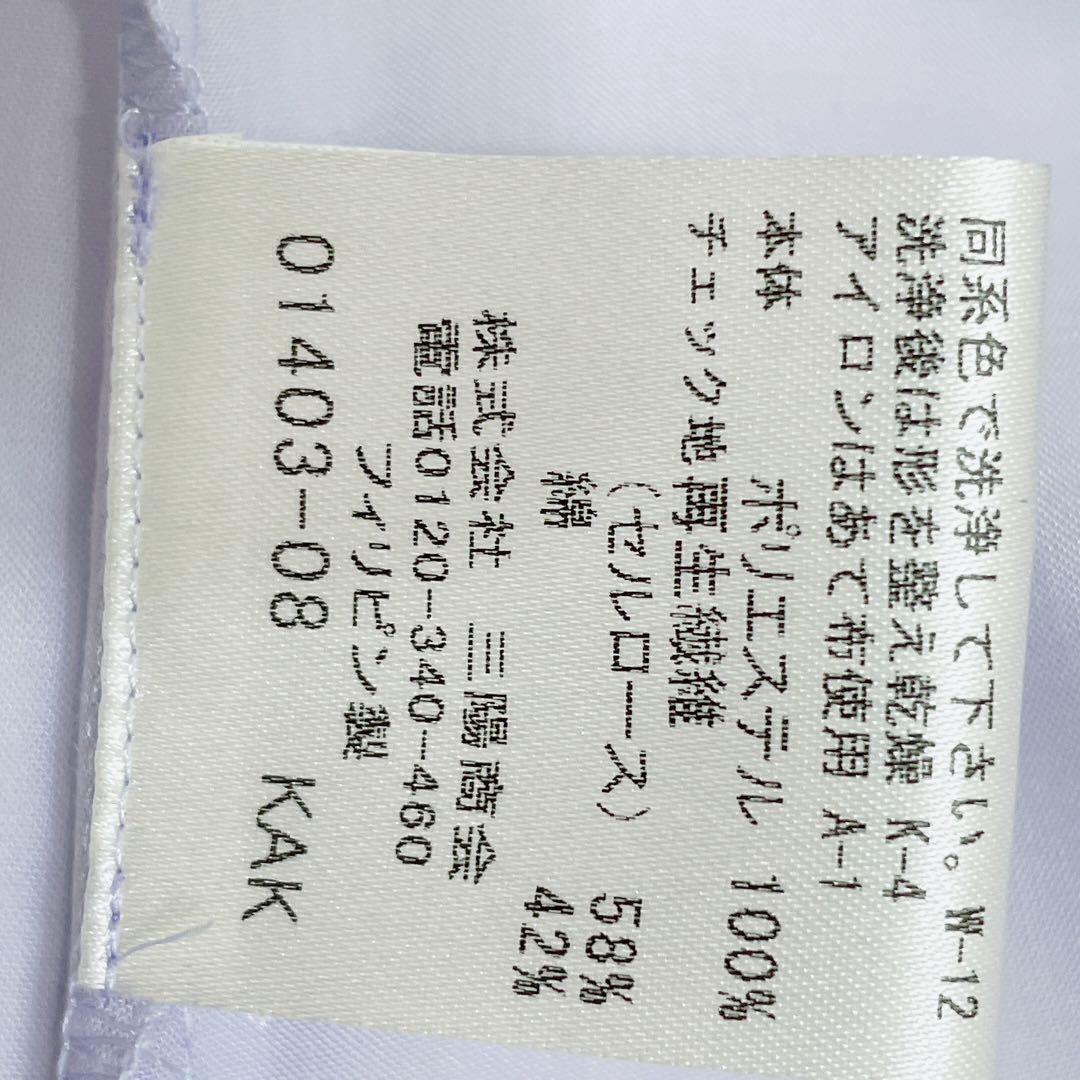 同系色で洗浄して下さい。 W-12
洗浄後は形を整え乾燥 K-4
アイロンはあて布使用 A-1
本体 ポリエステル 100%
チェック地再生繊維
(セルロース) 58%
綿 42%
株式会社 三陽商会
電話0120-340-460
フィリピン製
01403-08 KAK